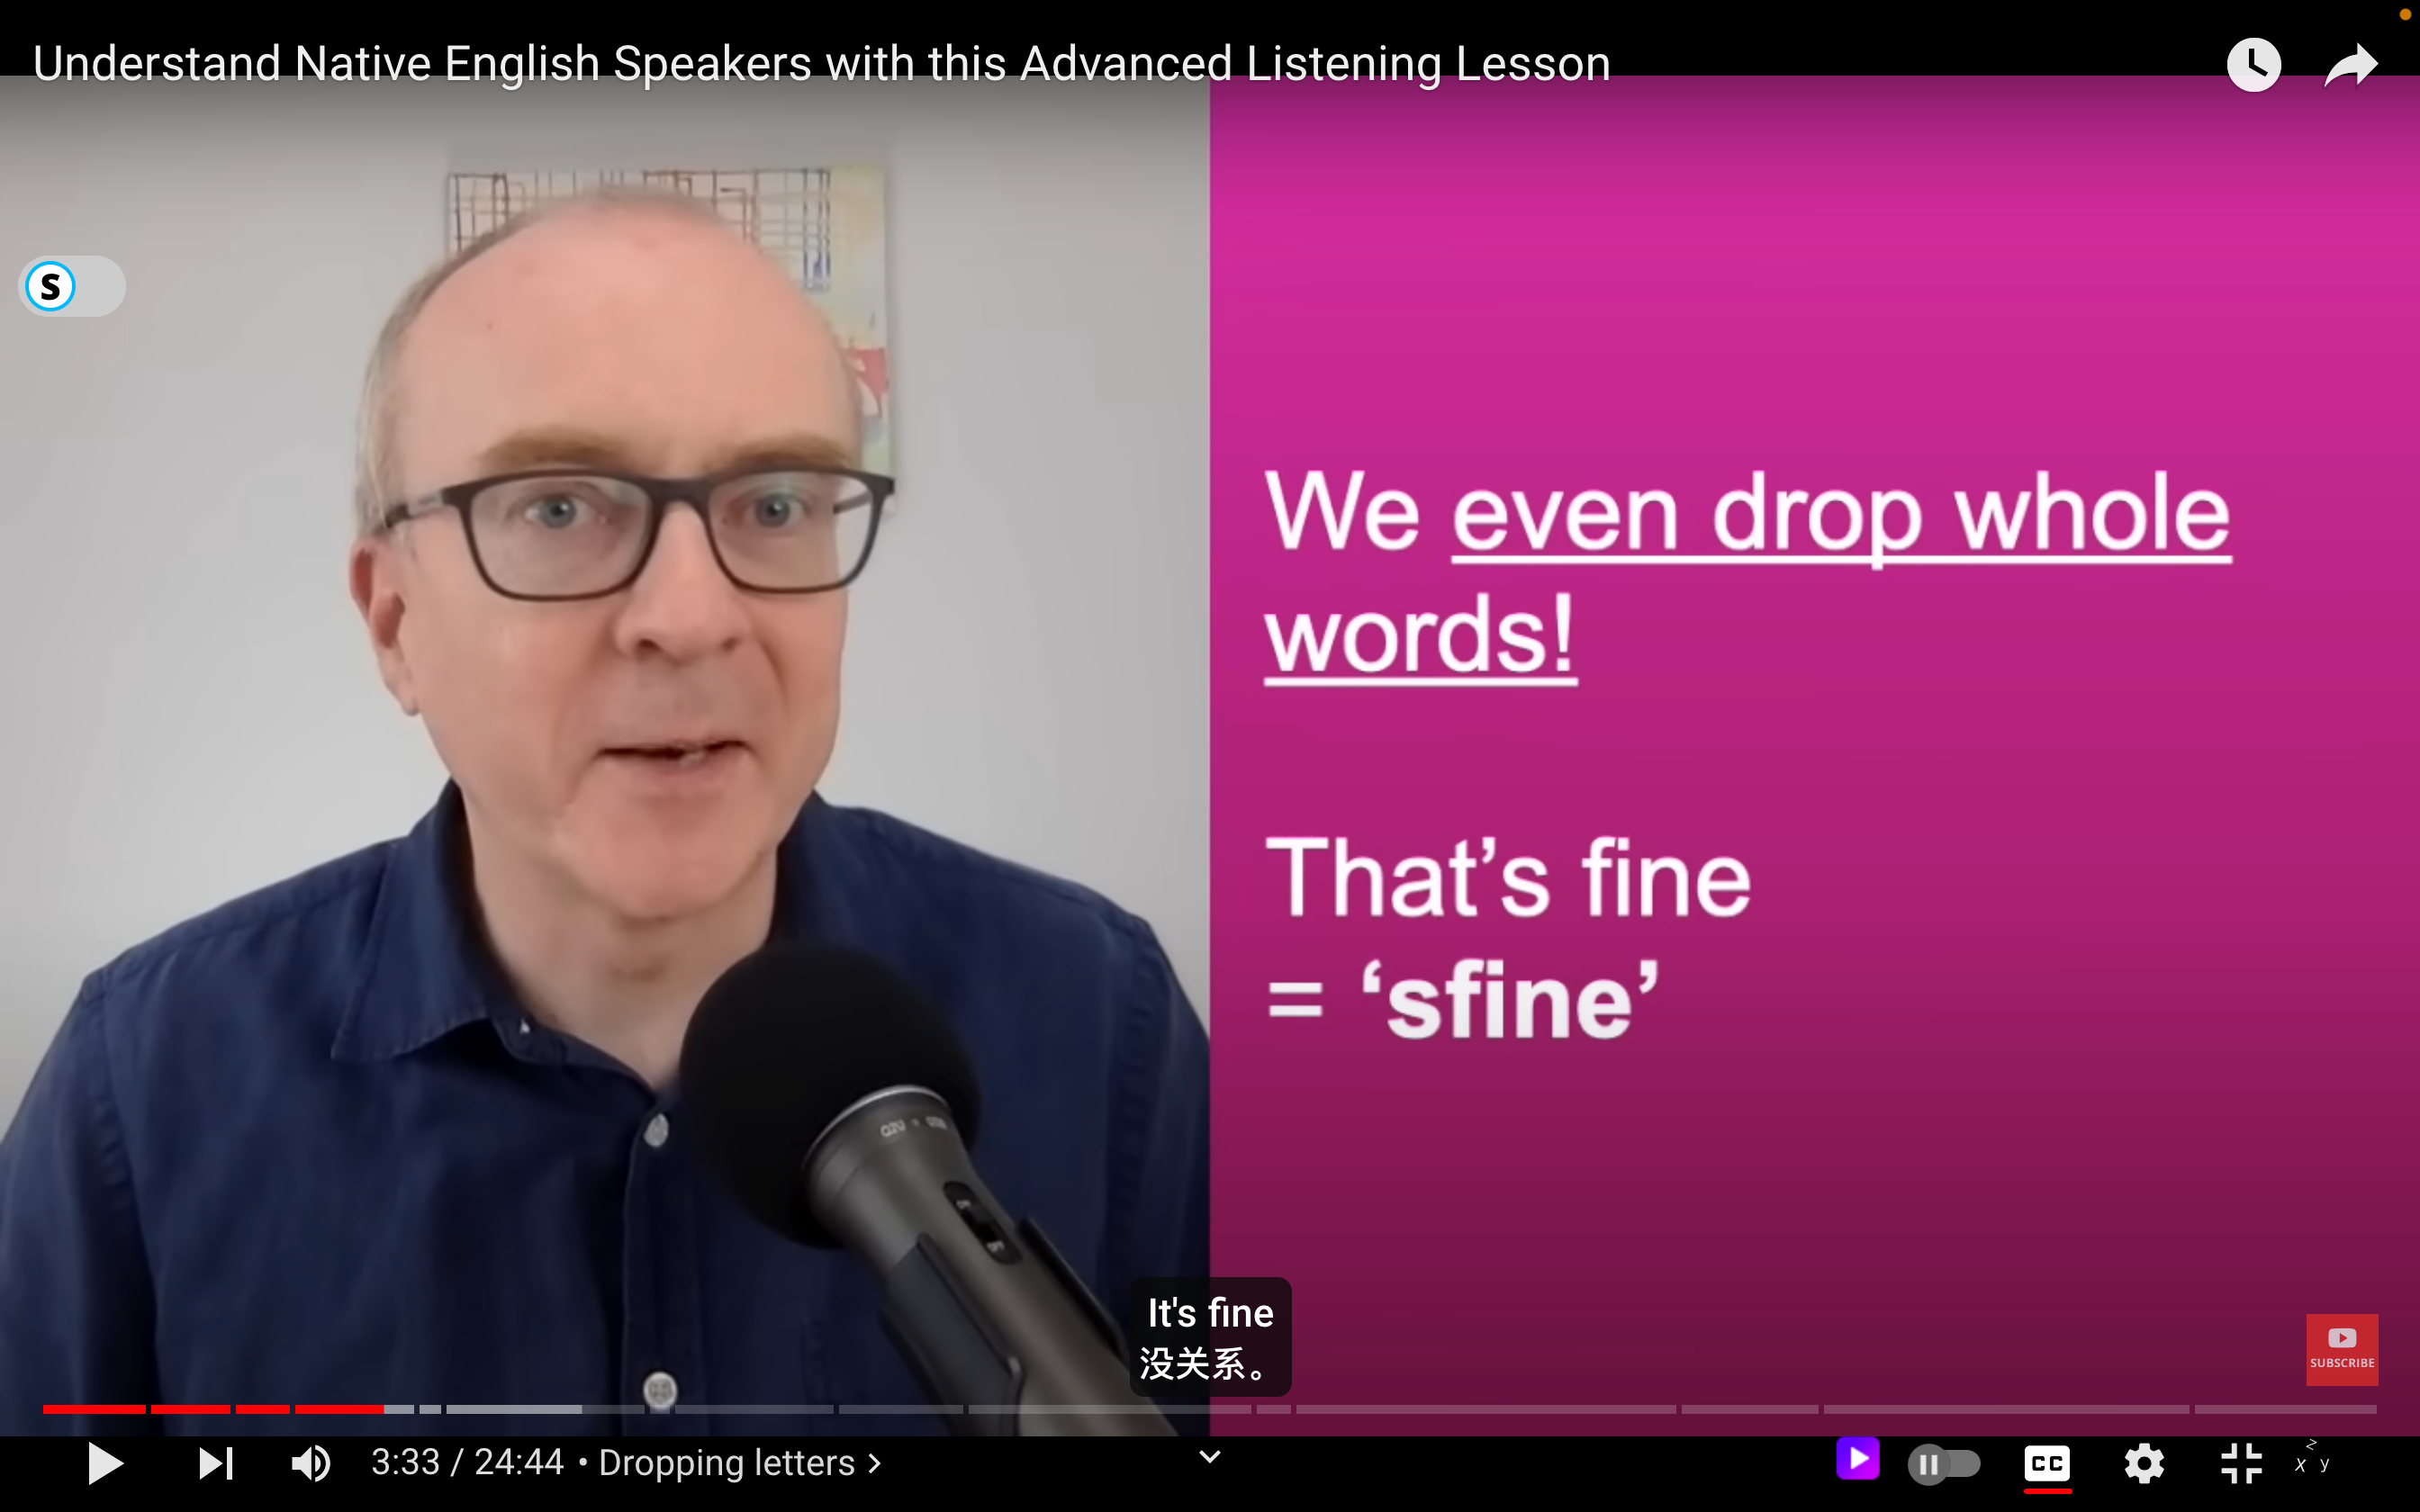 Understand Native English Speakers with this Advanced Listening Lesson
S
We even drop whole
words!
That's fine
= ‘sfine’
It's fine
没关系。
SUBSCRIBE
3:33 / 24:44 • Dropping letters >
CC
x y z